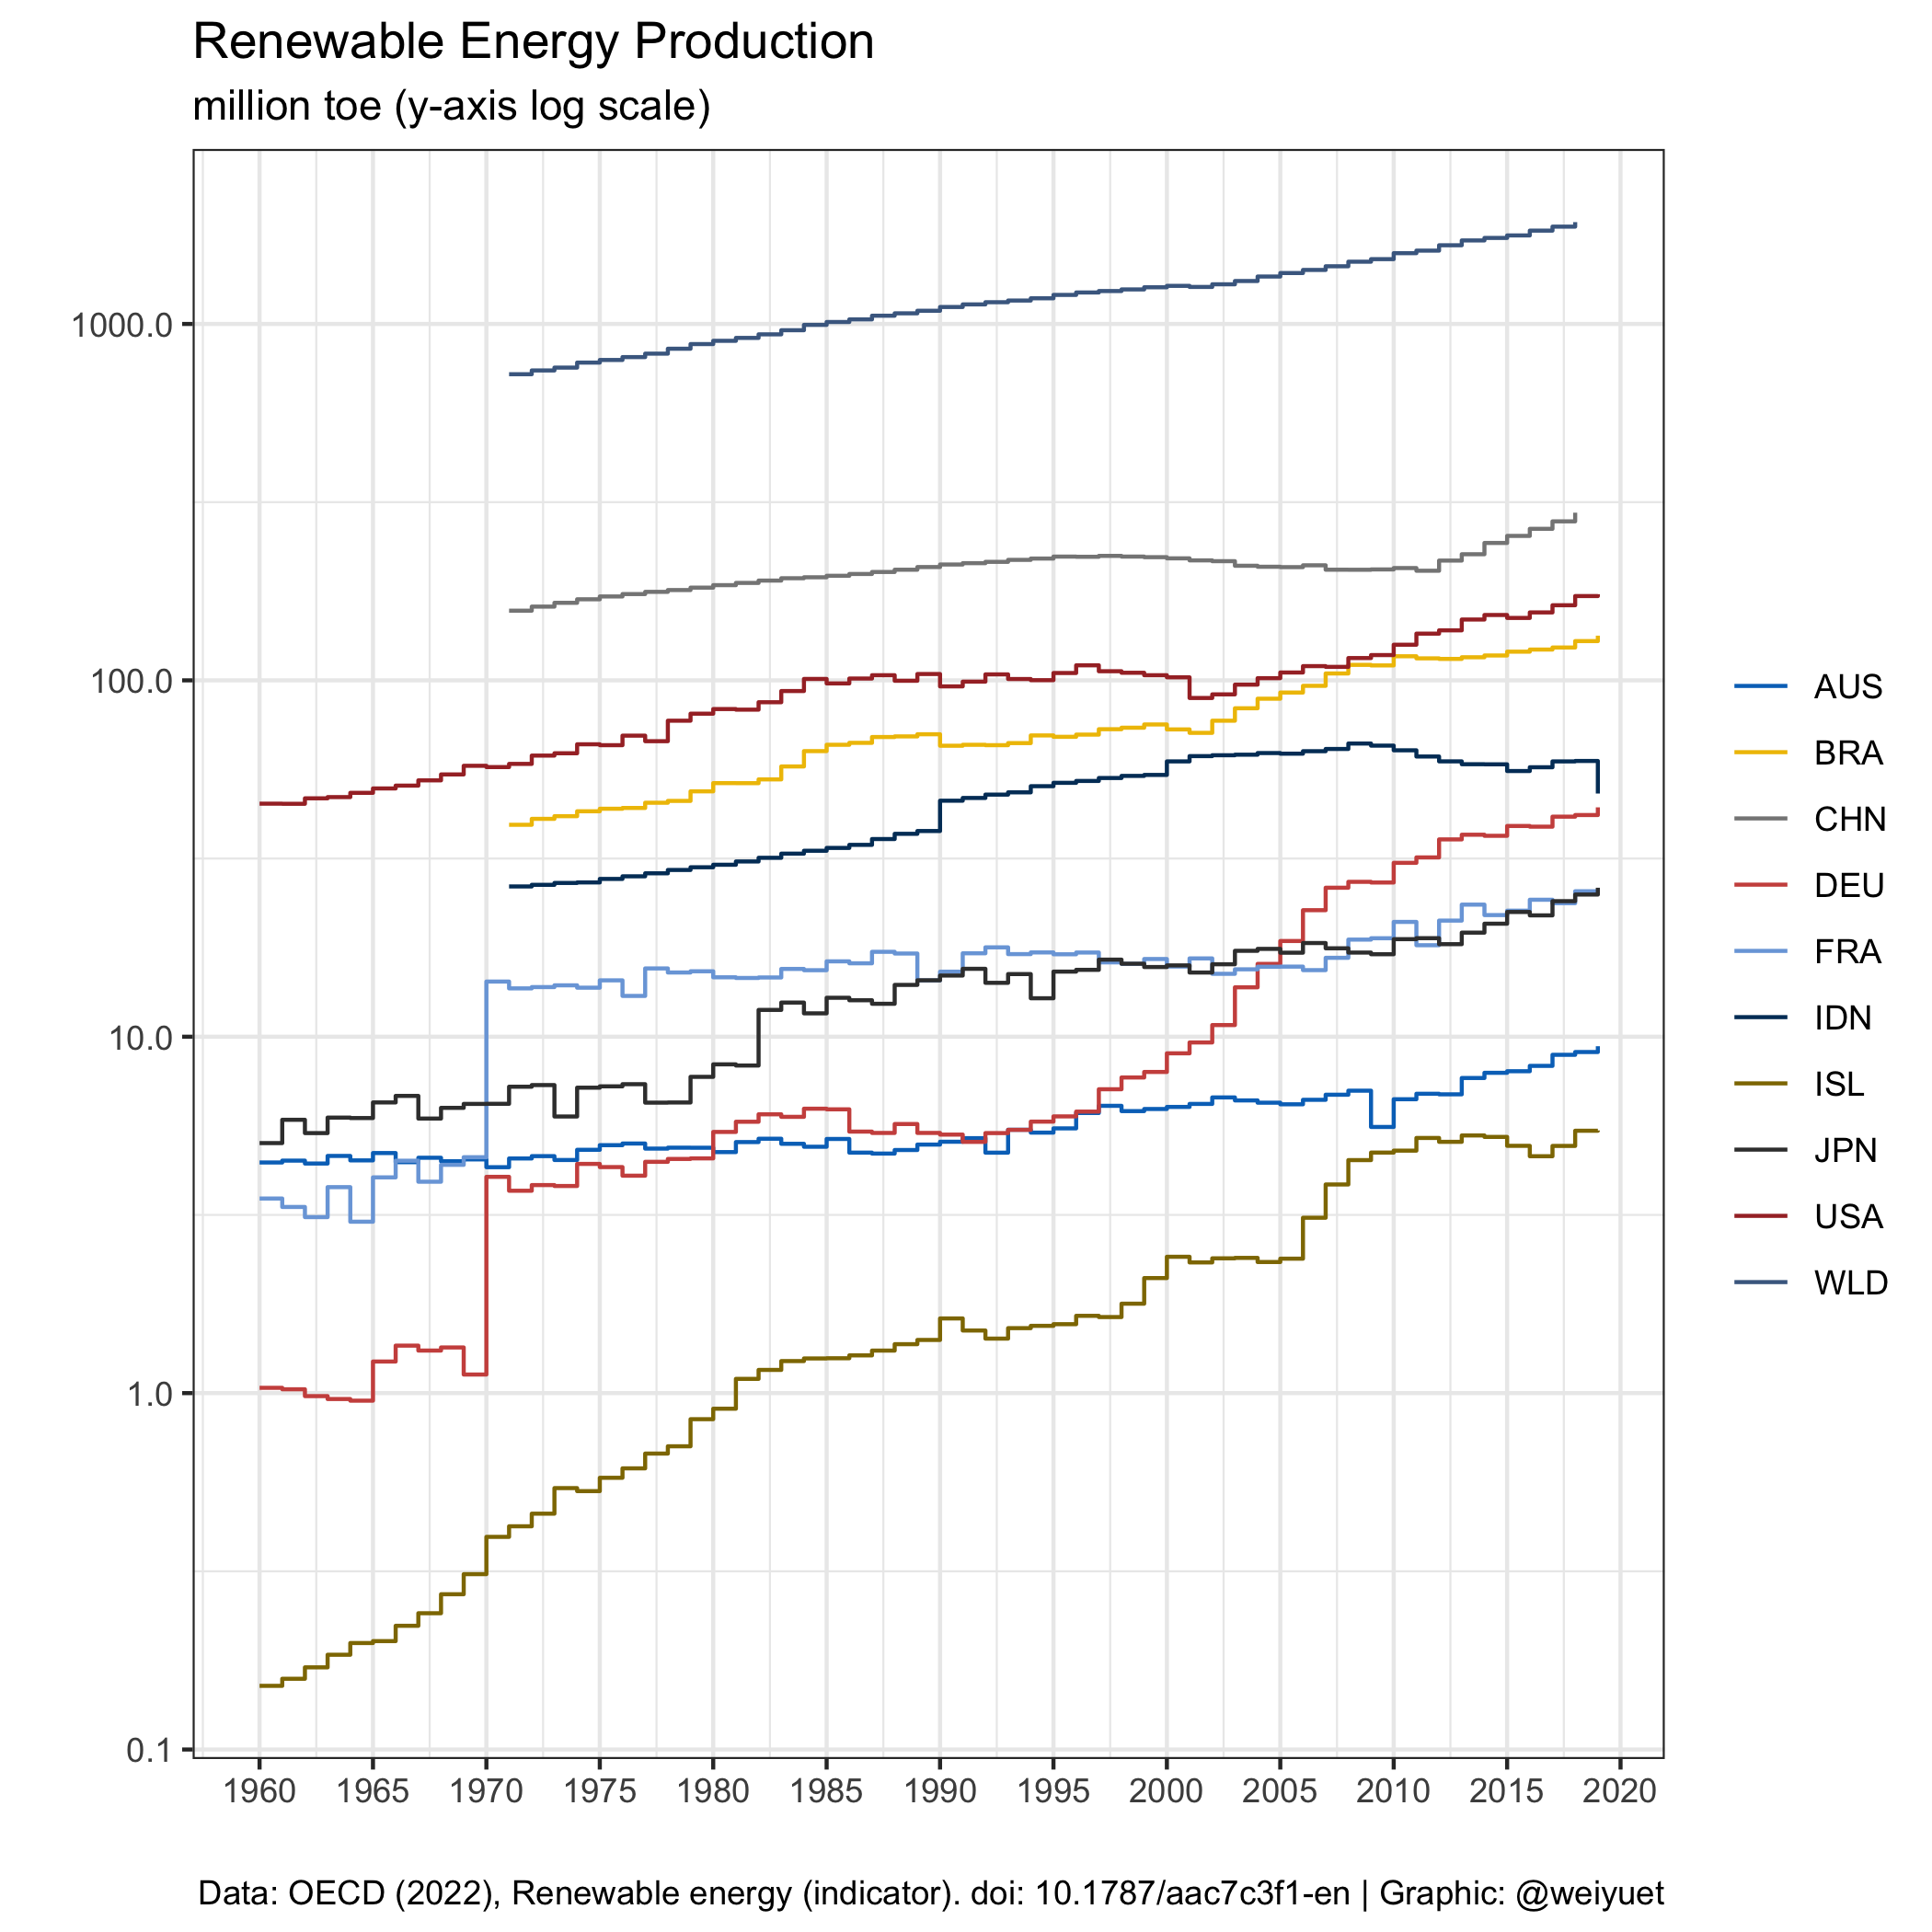 Renewable Energy Production
million toe (y-axis log scale)
1000.0
100.0
10.0
1.0
0.1
1960 1965 1970 1975 1980 1985 1990 1995 2000 2005 2010 2015 2020
AUS
BRA
CHN
DEU
FRA
IDN
ISL
JPN
USA
WLD
Data: OECD (2022), Renewable energy (indicator). doi: 10.1787/aac7c3f1-en | Graphic: @weiyuet